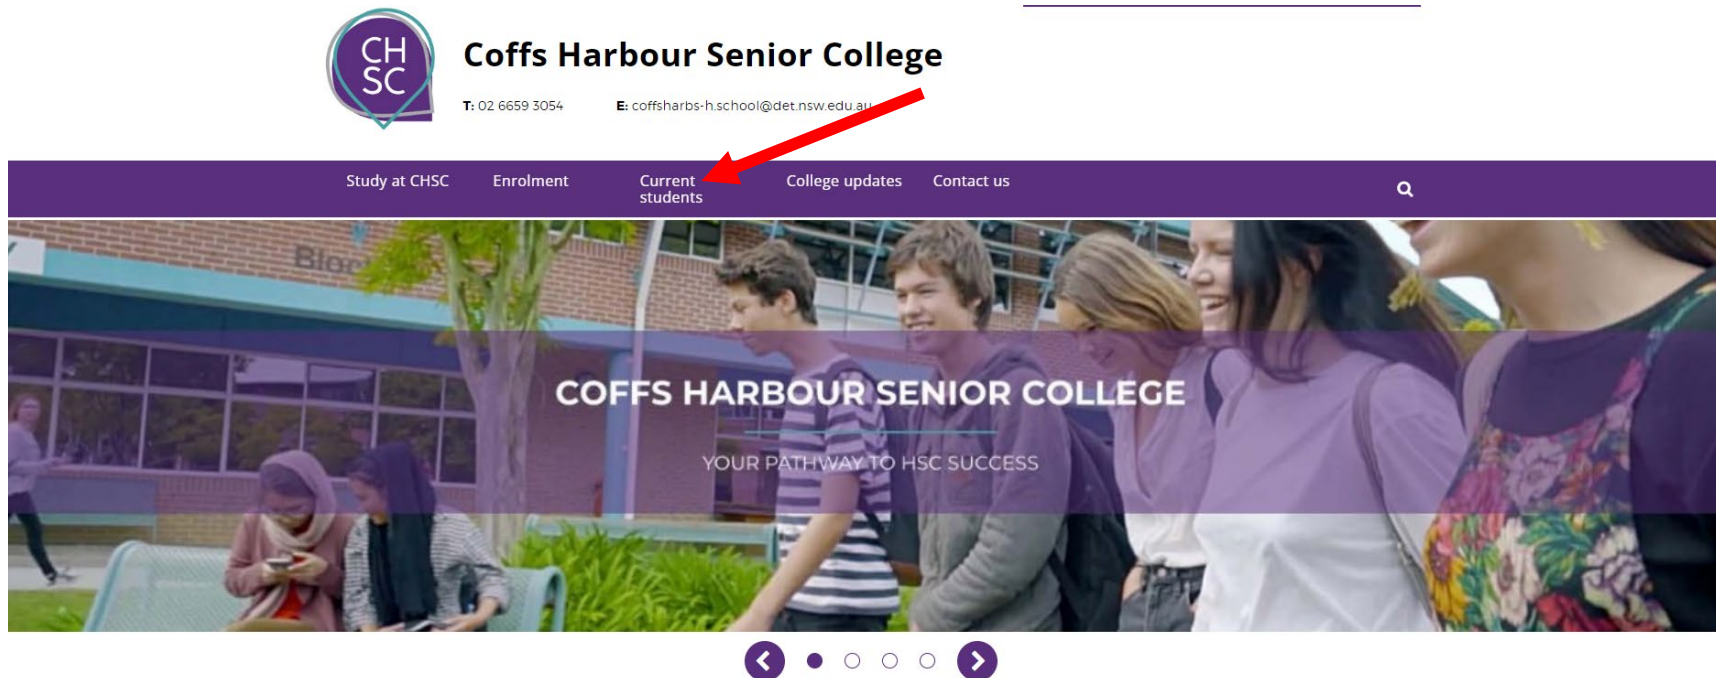 CH
SC
Coffs Harbour Senior College
T: 02 6659 3054 E: coffsharbs-h.school@det.nsw.edu.au
Study at CHSC Enrolment Current students College updates Contact us
Bloc
COFFS HARBOUR SENIOR COLLEGE
YOUR PATHWAY TO HSC SUCCESS